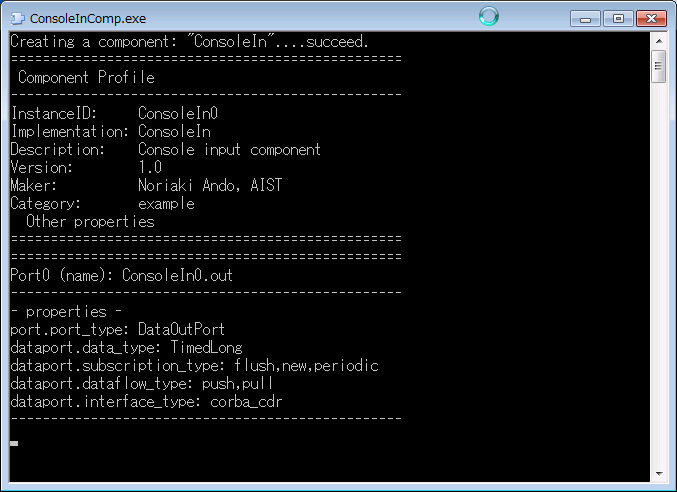 ConsoleInComp.exe
Creating a component: "ConsoleIn"....succeed.
=================================================
 Component Profile
-------------------------------------------------
InstanceID:     ConsoleIn0
Implementation: ConsoleIn
Description:    Console input component
Version:        1.0
Maker:          Noriaki Ando, AIST
Category:       example
  Other properties
=================================================
=================================================
Port0 (name): ConsoleIn0.out
-------------------------------------------------
- properties -
port.port_type: DataOutPort
dataport.data_type: TimedLong
dataport.subscription_type: flush,new,periodic
dataport.dataflow_type: push,pull
dataport.interface_type: corba_cdr
-------------------------------------------------